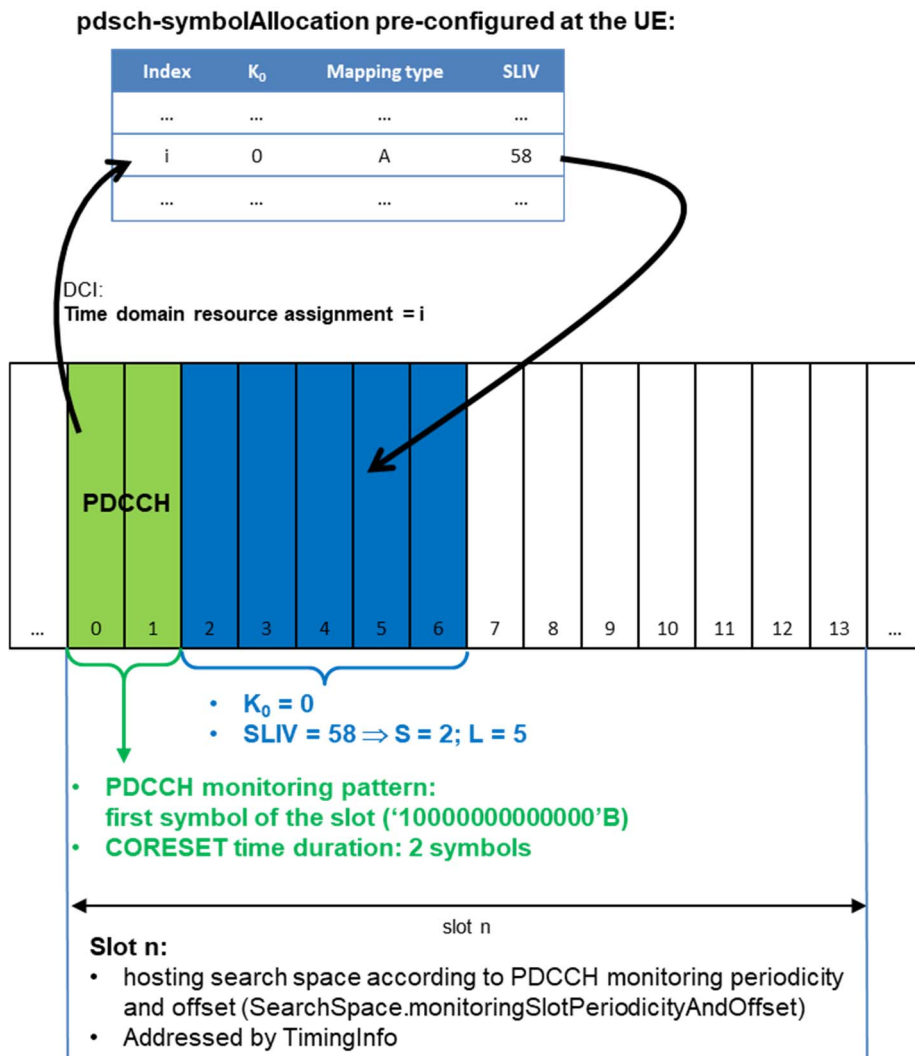 pdsch-symbolAllocation pre-configured at the UE:
Index K₀ Mapping type SLIV
... ... ... ...
i 0 A 58
... ... ... ...
DCI:
Time domain resource assignment = i
PDCCH
... 0 1 2 3 4 5 6 7 8 9 10 11 12 13 ...
• K₀ = 0
• SLIV = 58 ⇒ S = 2; L = 5
• PDCCH monitoring pattern:
first symbol of the slot (‘10000000000000’B)
• CORESET time duration: 2 symbols
slot n
Slot n:
• hosting search space according to PDCCH monitoring periodicity
and offset (SearchSpace.monitoringSlotPeriodicityAndOffset)
• Addressed by TimingInfo